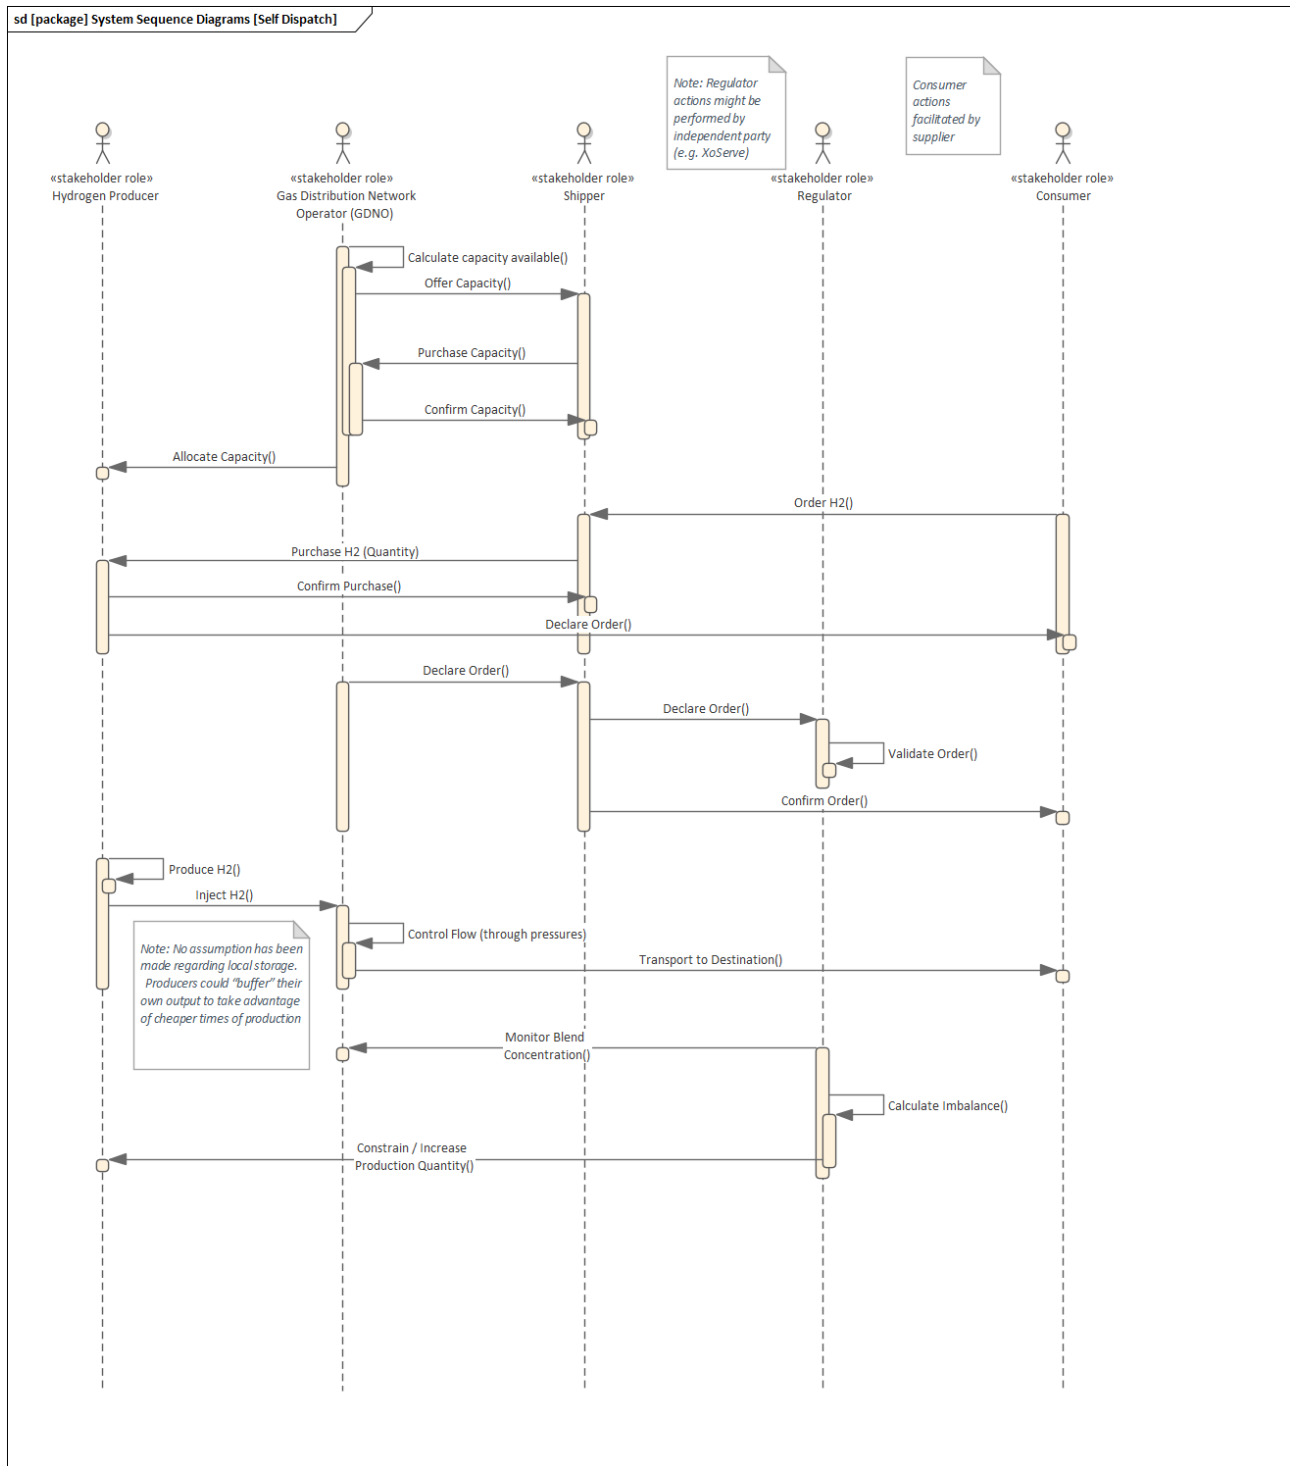 sd [package] System Sequence Diagrams [Self Dispatch]
Note: Regulator
actions might be
performed by
independent party
(e.g. XoServe)
Consumer
actions
facilitated by
supplier
«stakeholder role»
Hydrogen Producer
«stakeholder role»
Gas Distribution Network
Operator (GDNO)
«stakeholder role»
Shipper
«stakeholder role»
Regulator
«stakeholder role»
Consumer
Calculate capacity available()
Offer Capacity()
Purchase Capacity()
Confirm Capacity()
Allocate Capacity()
Order H2()
Purchase H2 (Quantity)
Confirm Purchase()
Declare Order()
Declare Order()
Declare Order()
Validate Order()
Confirm Order()
Produce H2()
Inject H2()
Note: No assumption has been
made regarding local storage.
Producers could "buffer" their
own output to take advantage
of cheaper times of production
Control Flow (through pressures)
Transport to Destination()
Monitor Blend
Concentration()
Calculate Imbalance()
Constrain / Increase
Production Quantity()